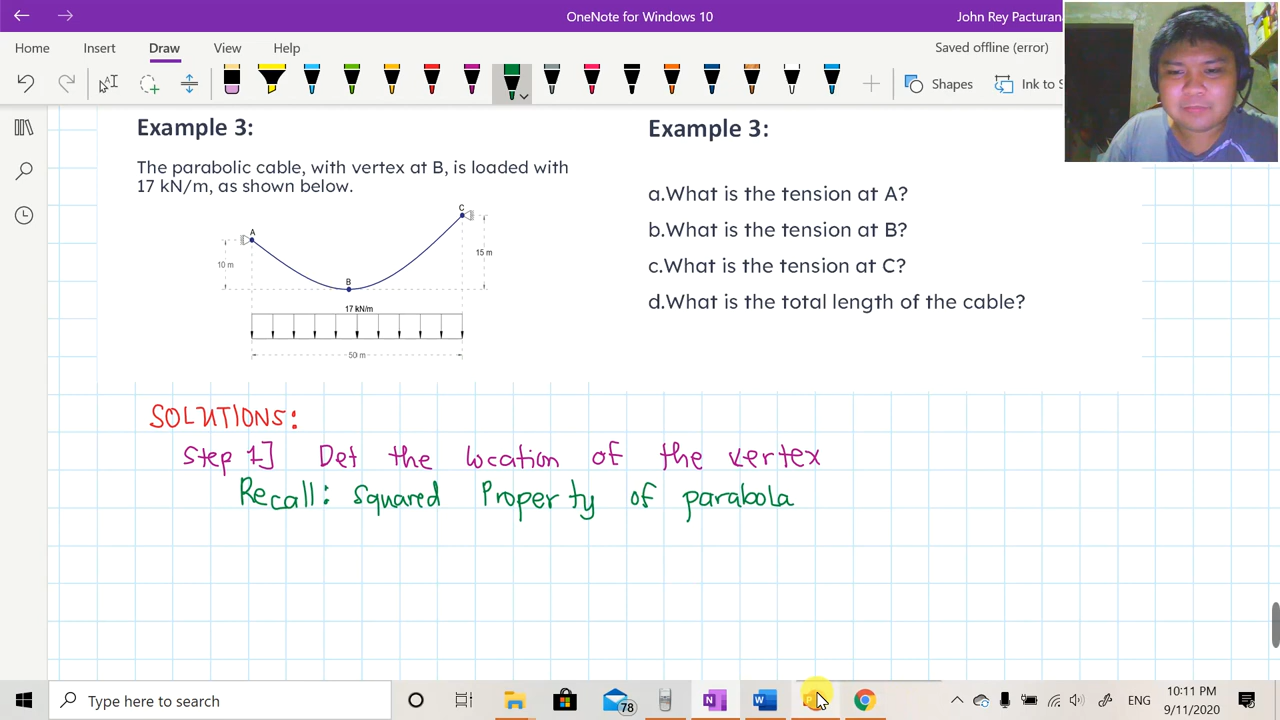 OneNote for Windows 10
John Rey Pacturan
Home
Insert
Draw
View
Help
Saved offline (error)
Shapes
Ink to S
Example 3:
The parabolic cable, with vertex at B, is loaded with
17 kN/m, as shown below.
C
A
10 m
15 m
B
17 kN/m
50 m
Example 3:
a.What is the tension at A?
b.What is the tension at B?
c.What is the tension at C?
d.What is the total length of the cable?
SOLUTIONS:
Step 1] Det the location of the vertex
Recall: Squared Property of parabola
Type here to search
78
ENG
10:11 PM
9/11/2020